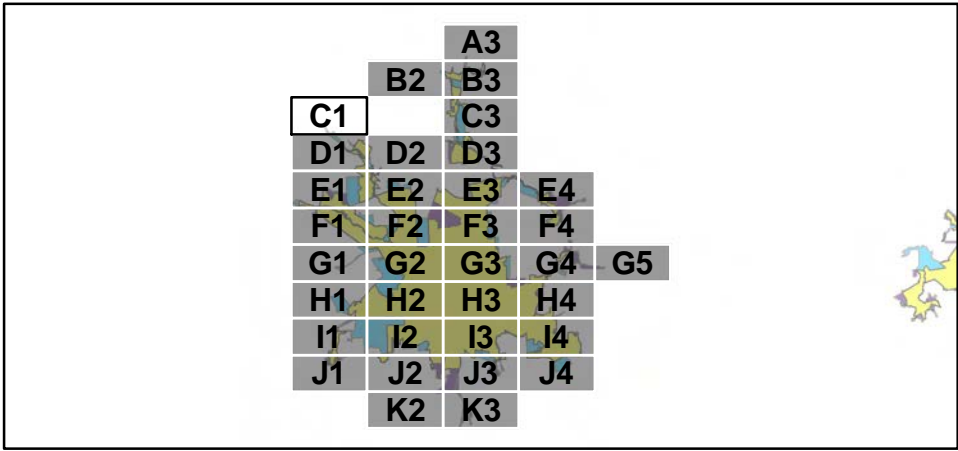 A3
B2 B3
C1 C3
D1 D2 D3
E1 E2 E3 E4
F1 F2 F3 F4
G1 G2 G3 G4 G5
H1 H2 H3 H4
I1 I2 I3 I4
J1 J2 J3 J4
K2 K3